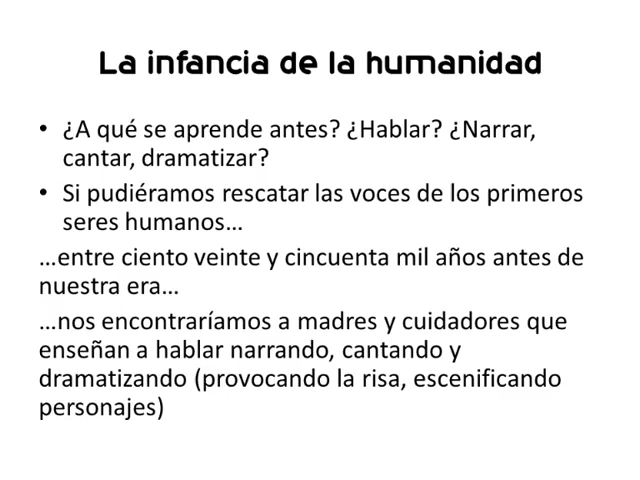 La infancia de la humanidad
• ¿A qué se aprende antes? ¿Hablar? ¿Narrar,
cantar, dramatizar?
• Si pudiéramos rescatar las voces de los primeros
seres humanos…
…entre ciento veinte y cincuenta mil años antes de
nuestra era…
…nos encontraríamos a madres y cuidadores que
enseñan a hablar narrando, cantando y
dramatizando (provocando la risa, escenificando
personajes)